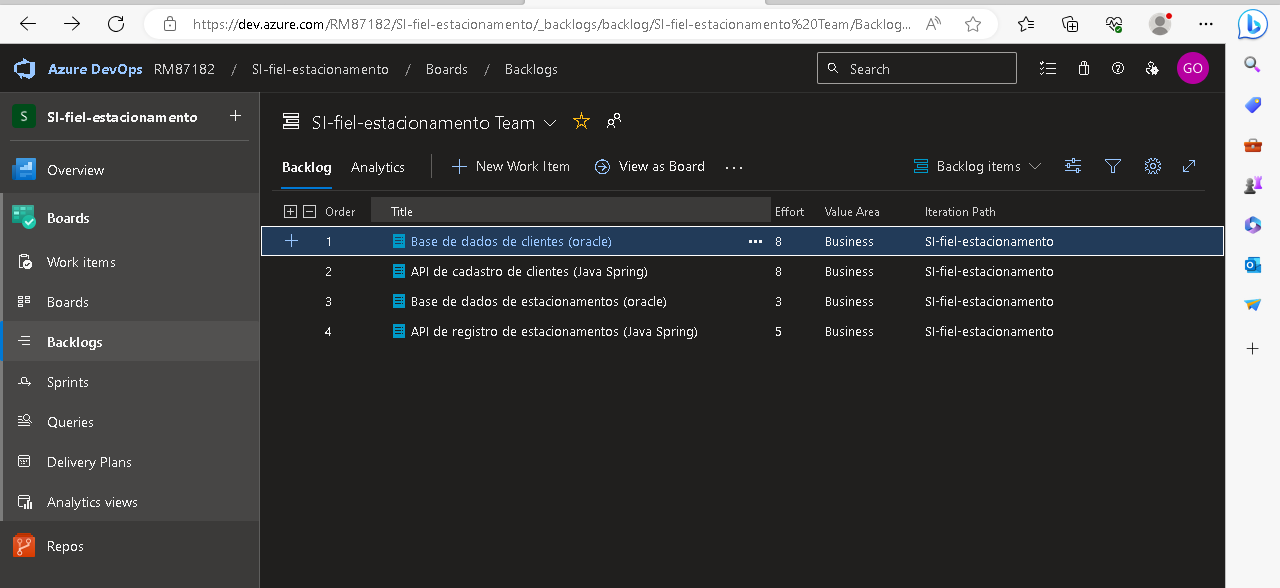 https://dev.azure.com/RM87182/SI-fiel-estacionamento/_backlogs/backlog/SI-fiel-estacionamento%20Team/Backlog...
Azure DevOps RM87182 / SI-fiel-estacionamento / Boards / Backlogs
Search
GO
S SI-fiel-estacionamento
SI-fiel-estacionamento Team
Overview
Boards
Work items
Boards
Backlogs
Sprints
Queries
Delivery Plans
Analytics views
Repos
Backlog Analytics New Work Item View as Board ... Backlog items
Order Title Effort Value Area Iteration Path
1 Base de dados de clientes (oracle) ... 8 Business SI-fiel-estacionamento
2 API de cadastro de clientes (Java Spring) 8 Business SI-fiel-estacionamento
3 Base de dados de estacionamentos (oracle) 3 Business SI-fiel-estacionamento
4 API de registro de estacionamentos (Java Spring) 5 Business SI-fiel-estacionamento